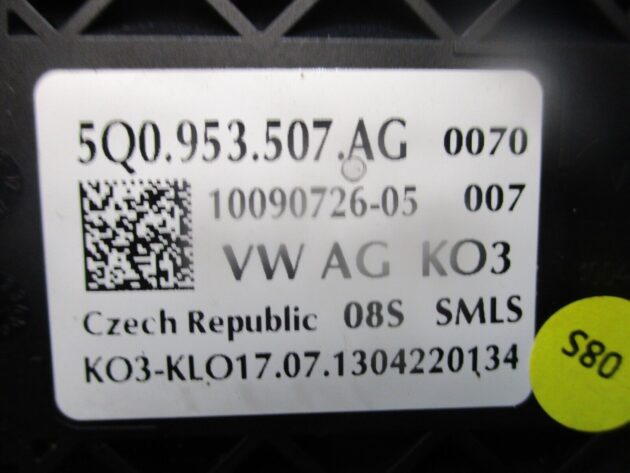 5Q0.953.507.AG 0070
10090726-05 007
VW AG KO3
Czech Republic 08S SMLS
KO3-KLO17.07.1304220134
08S